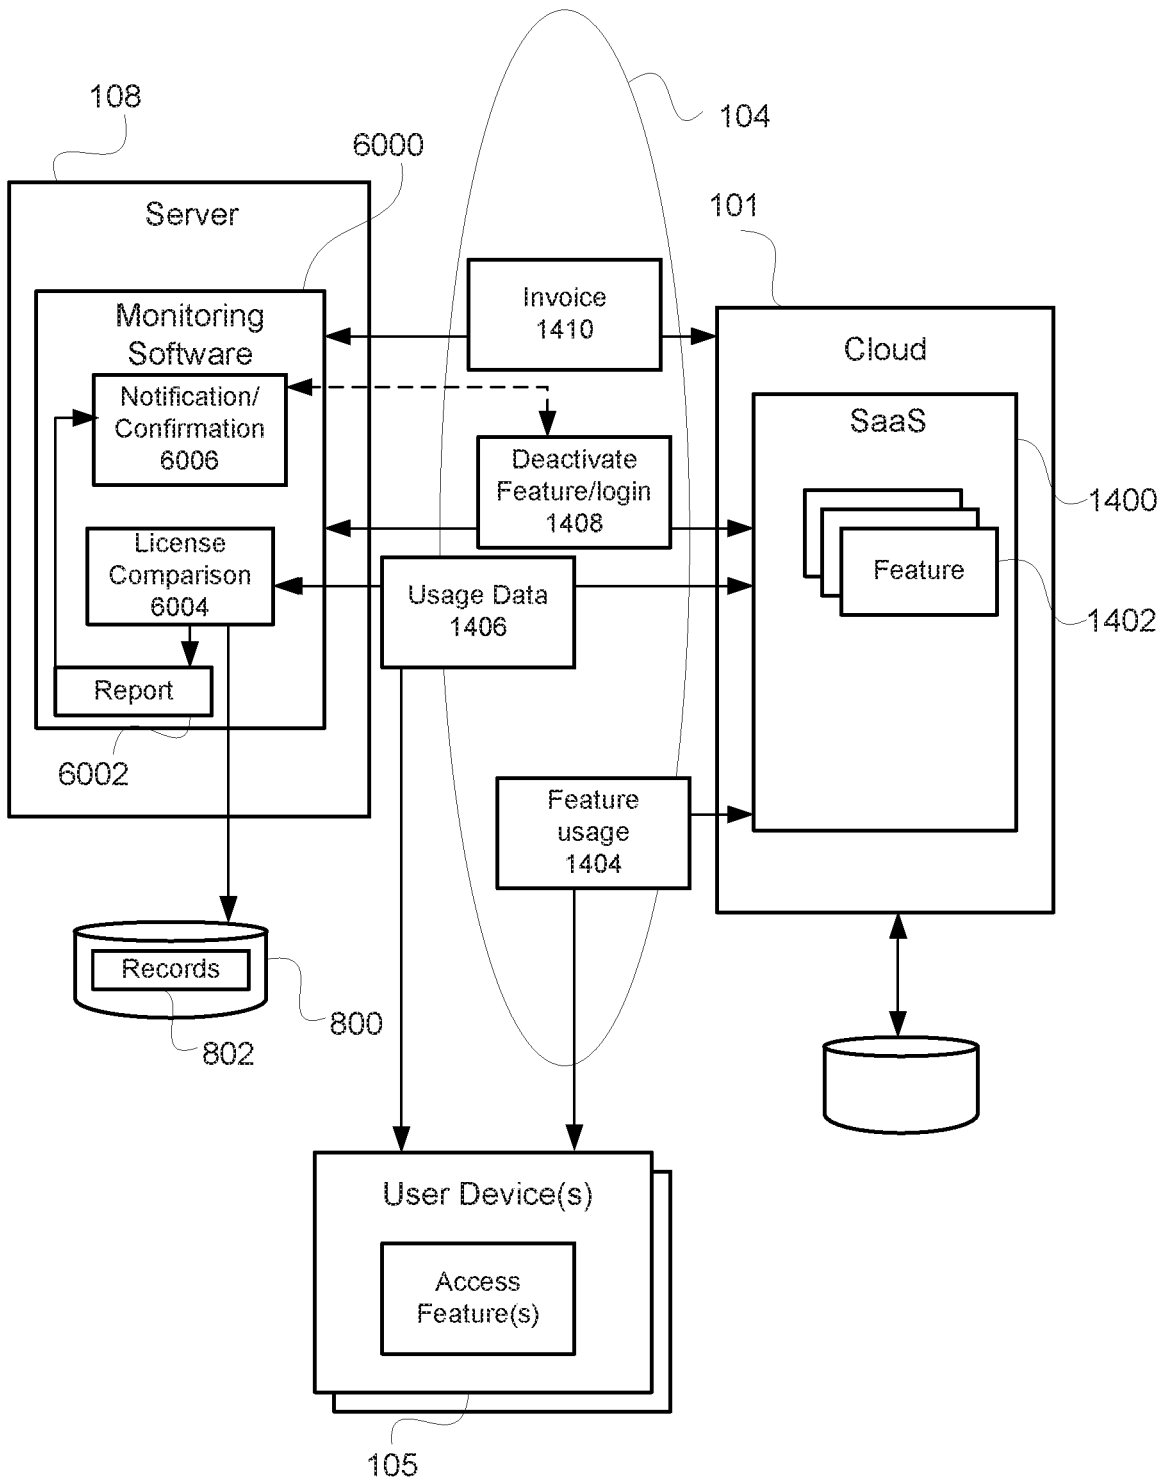 108
104
6000
Server
101
Invoice
1410
Monitoring
Software
Cloud
Notification/
Confirmation
6006
SaaS
Deactivate
Feature/login
1408
1400
License
Comparison
6004
Feature
Usage Data
1406
1402
Report
6002
Feature
usage
1404
Records
800
802
User Device(s)
Access
Feature(s)
105